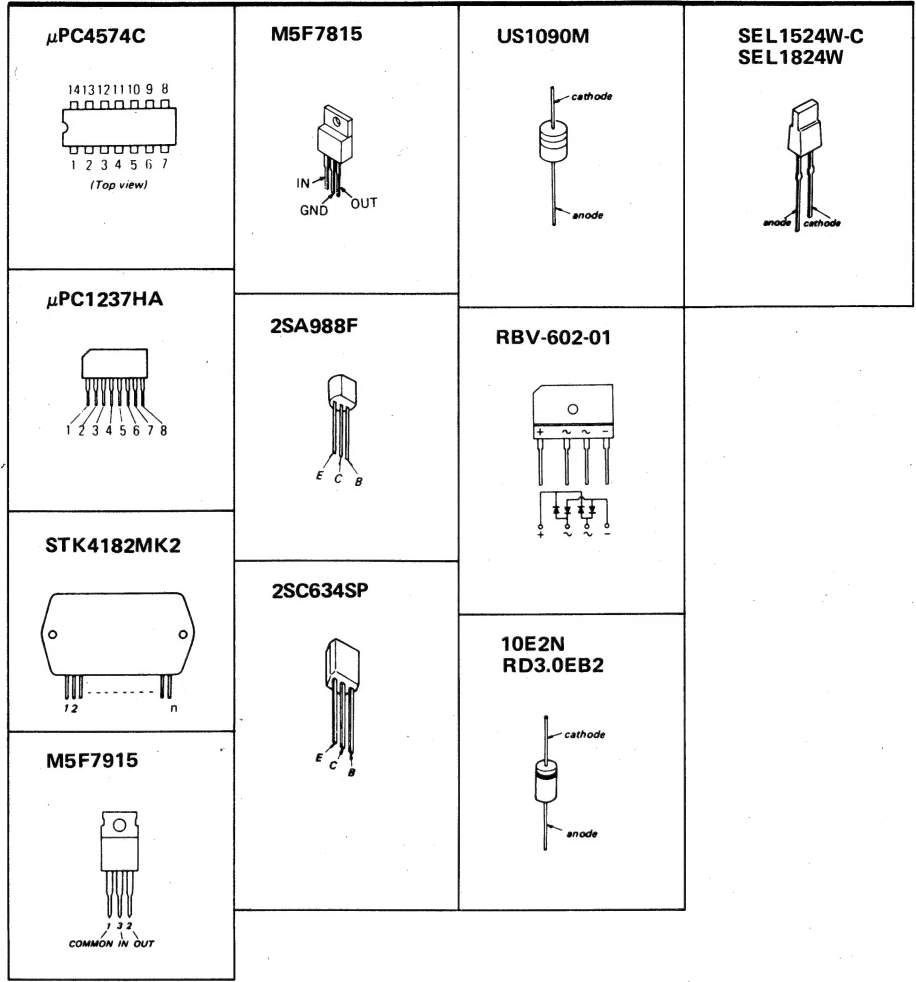 μPC4574C
14 13 12 11 10 9 8
1 2 3 4 5 6 7
(Top view)
μPC1237HA
1 2 3 4 5 6 7 8
STK4182MK2
1 2 n
M5F7915
1 3 2
COMMON IN OUT
M5F7815
IN
GND
OUT
2SA988F
E C B
2SC634SP
E C B
US1090M
cathode
anode
RBV-602-01
+ ~ ~ -
+ ~ ~ -
10E2N
RD3.0EB2
cathode
anode
SEL1524W-C
SEL1824W
anode cathode